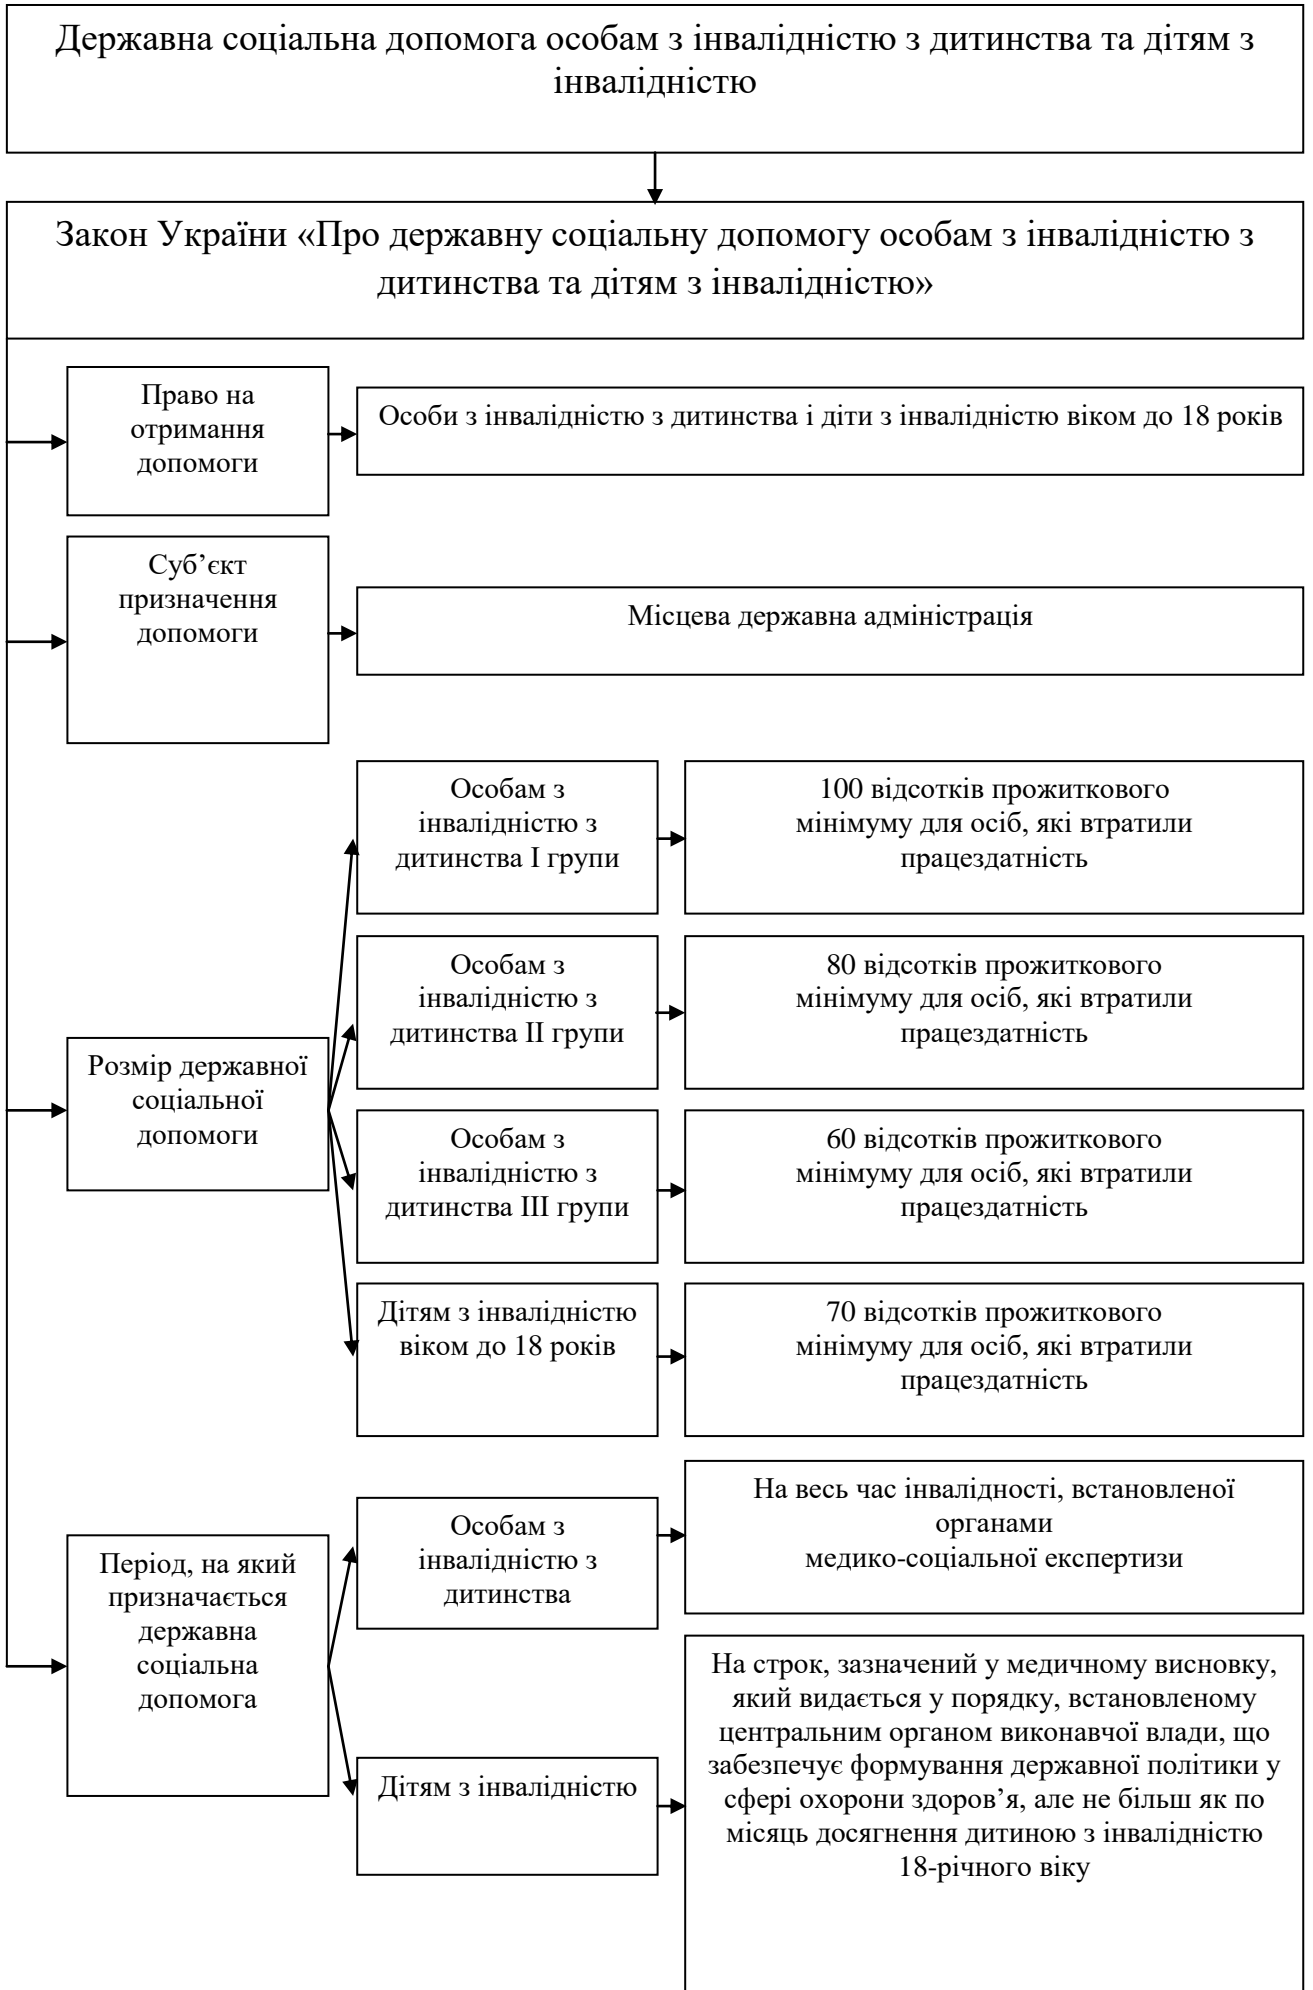 Державна соціальна допомога особам з інвалідністю з дитинства та дітям з
інвалідністю
Закон України «Про державну соціальну допомогу особам з інвалідністю з
дитинства та дітям з інвалідністю»
Право на
отримання
допомоги
Особи з інвалідністю з дитинства і діти з інвалідністю віком до 18 років
Суб’єкт
призначення
допомоги
Місцева державна адміністрація
Розмір державної
соціальної
допомоги
Особам з
інвалідністю з
дитинства I групи
100 відсотків прожиткового
мінімуму для осіб, які втратили
працездатність
Особам з
інвалідністю з
дитинства II групи
80 відсотків прожиткового
мінімуму для осіб, які втратили
працездатність
Особам з
інвалідністю з
дитинства III групи
60 відсотків прожиткового
мінімуму для осіб, які втратили
працездатність
Дітям з інвалідністю
віком до 18 років
70 відсотків прожиткового
мінімуму для осіб, які втратили
працездатність
Період, на який
призначається
державна
соціальна
допомога
Особам з
інвалідністю з
дитинства
На весь час інвалідності, встановленої
органами
медико-соціальної експертизи
Дітям з інвалідністю
На строк, зазначений у медичному висновку,
який видається у порядку, встановленому
центральним органом виконавчої влади, що
забезпечує формування державної політики у
сфері охорони здоров’я, але не більш як по
місяць досягнення дитиною з інвалідністю
18-річного віку